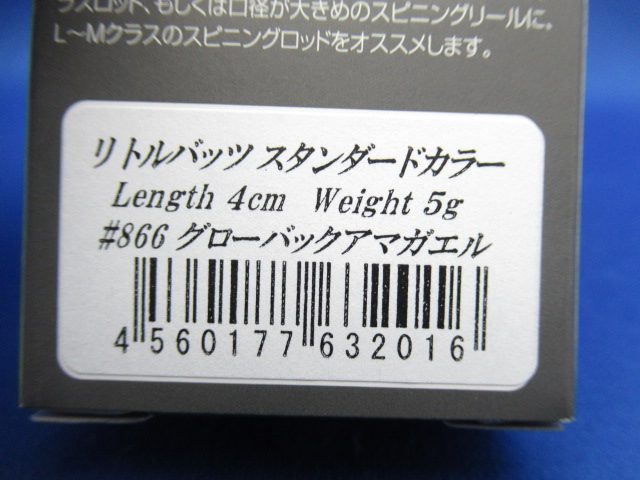 ラスロッド、もしくは口径が大きめのスピニングリールに。
L～Mクラスのスピニングロッドをオススメします。
リトルバッツ スタンダードカラー
Length 4cm Weight 5g
#866 グローバックアマガエル
4 560177 632016